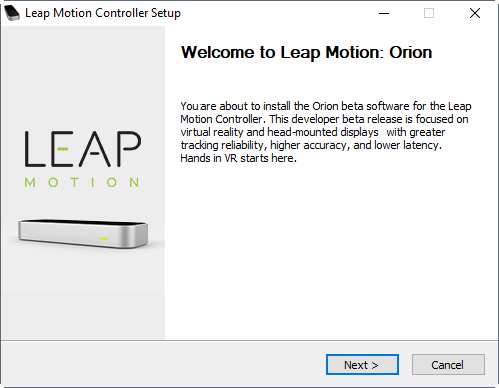 Leap Motion Controller Setup
Welcome to Leap Motion: Orion
You are about to install the Orion beta software for the Leap
Motion Controller. This developer beta release is focused on
virtual reality and head-mounted displays with greater
tracking reliability, higher accuracy, and lower latency.
Hands in VR starts here.
LEAP
MOTION
Next >
Cancel